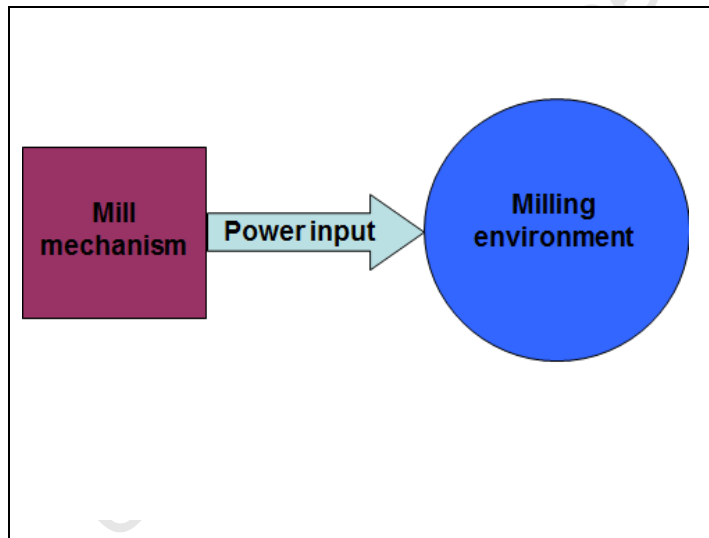 Mill
mechanism
Power input
Milling
environment